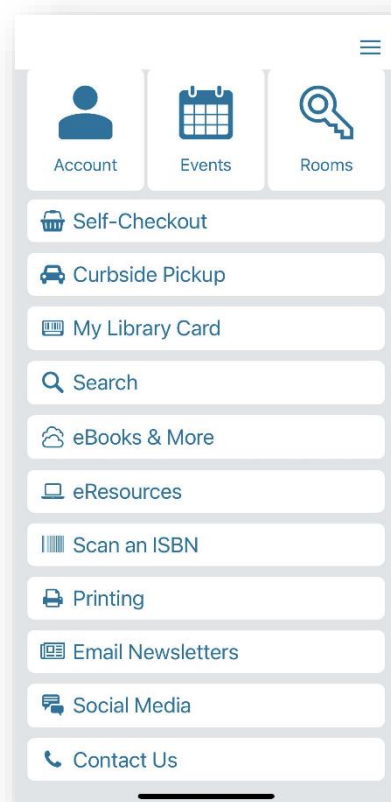 Account Events Rooms
Self-Checkout
Curbside Pickup
My Library Card
Search
eBooks & More
eResources
Scan an ISBN
Printing
Email Newsletters
Social Media
Contact Us